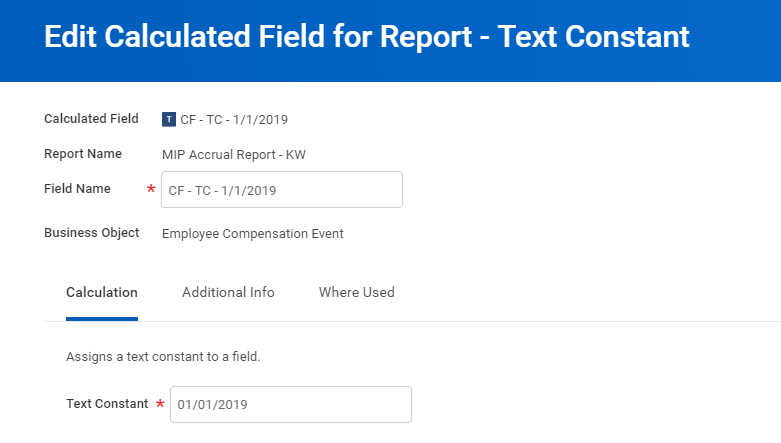 Edit Calculated Field for Report - Text Constant
Calculated Field T CF - TC - 1/1/2019
Report Name MIP Accrual Report - KW
Field Name * CF - TC - 1/1/2019
Business Object Employee Compensation Event
Calculation Additional Info Where Used
Assigns a text constant to a field.
Text Constant * 01/01/2019